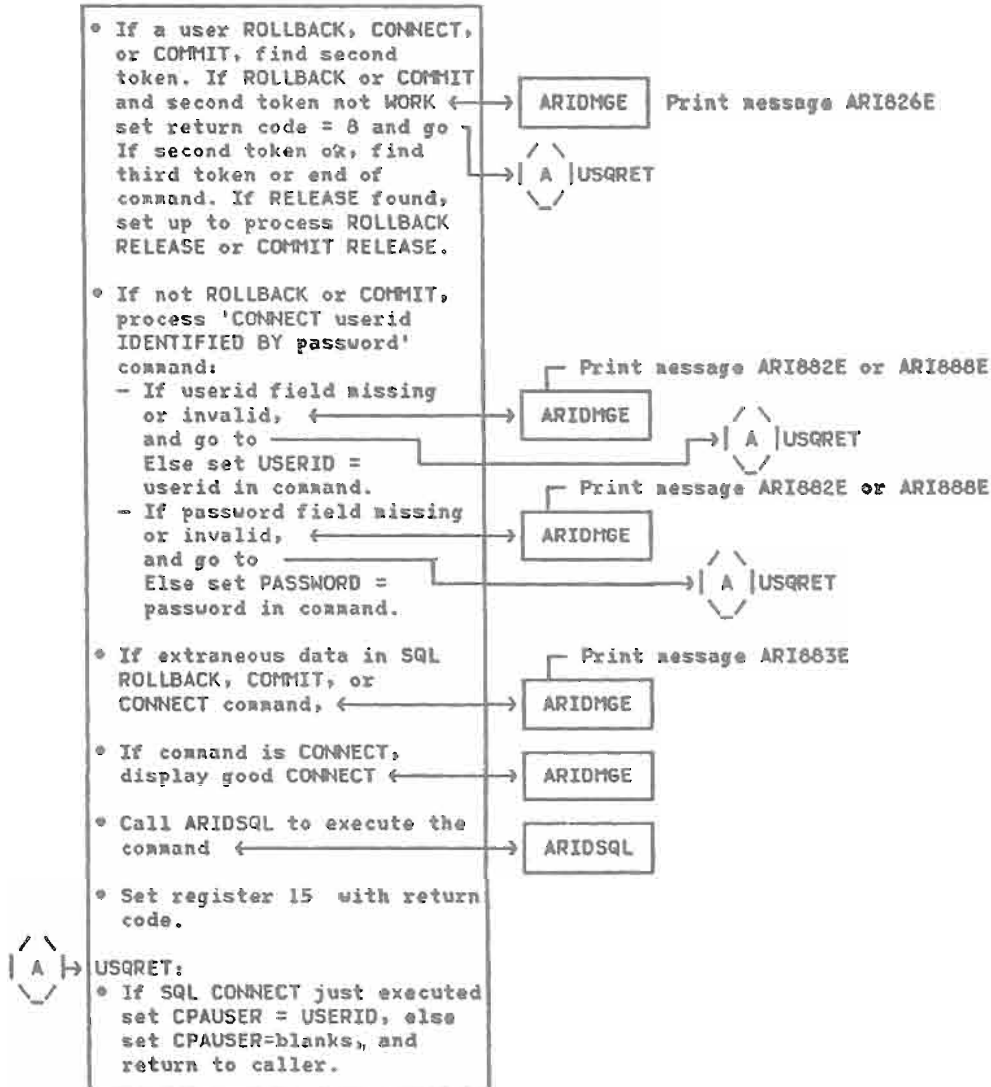 • If a user ROLLBACK, CONNECT,
or COMMIT, find second
token. If ROLLBACK or COMMIT
and second token not WORK
ARIDMGE
Print message ARI826E
set return code = 8 and go
If second token ok, find
A
USQRET
third token or end of
command. If RELEASE found,
set up to process ROLLBACK
RELEASE or COMMIT RELEASE.
• If not ROLLBACK or COMMIT,
process 'CONNECT userid
IDENTIFIED BY password'
command:
Print message ARI882E or ARI888E
- If userid field missing
or invalid,
ARIDMGE
and go to
A
USQRET
Else set USERID =
userid in command.
Print message ARI882E or ARI888E
- If password field missing
or invalid,
ARIDMGE
and go to
Else set PASSWORD =
A
USQRET
password in command.
• If extraneous data in SQL
Print message ARI883E
ROLLBACK, COMMIT, or
CONNECT command,
ARIDMGE
• If command is CONNECT,
display good CONNECT
ARIDMGE
• Call ARIDSQL to execute the
command
ARIDSQL
• Set register 15 with return
code.
A
USQRET:
• If SQL CONNECT just executed
set CPAUSER = USERID, else
set CPAUSER=blanks, and
return to caller.